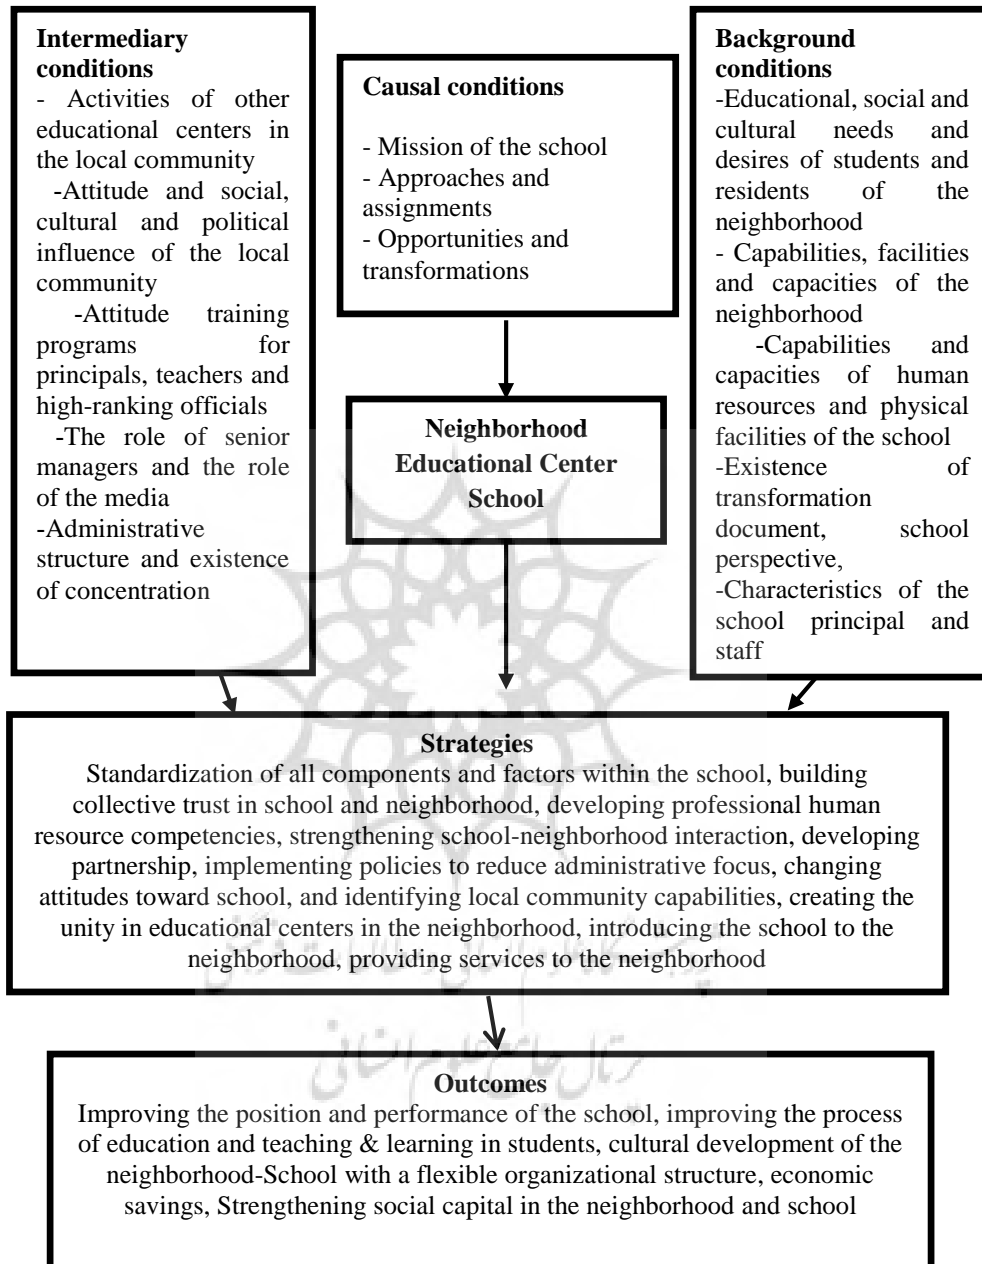 Intermediary
conditions
- Activities of other
educational centers in
the local community
-Attitude and social,
cultural and political
influence of the local
community
-Attitude training
programs for
principals, teachers and
high-ranking officials
-The role of senior
managers and the role
of the media
-Administrative
structure and existence
of concentration
Causal conditions
- Mission of the school
- Approaches and
assignments
- Opportunities and
transformations
Background
conditions
-Educational, social and
cultural needs and
desires of students and
residents of the
neighborhood
- Capabilities, facilities
and capacities of the
neighborhood
-Capabilities and
capacities of human
resources and physical
facilities of the school
-Existence of
transformation
document, school
perspective,
-Characteristics of the
school principal and
staff
Neighborhood
Educational Center
School
Strategies
Standardization of all components and factors within the school, building
collective trust in school and neighborhood, developing professional human
resource competencies, strengthening school-neighborhood interaction, developing
partnership, implementing policies to reduce administrative focus, changing
attitudes toward school, and identifying local community capabilities, creating the
unity in educational centers in the neighborhood, introducing the school to the
neighborhood, providing services to the neighborhood
پژوهشگاه علوم انسانی و مطالعات فرهنگی
پرتال جامع علوم انسانی
Outcomes
Improving the position and performance of the school, improving the process
of education and teaching & learning in students, cultural development of the
neighborhood-School with a flexible organizational structure, economic
savings, Strengthening social capital in the neighborhood and school